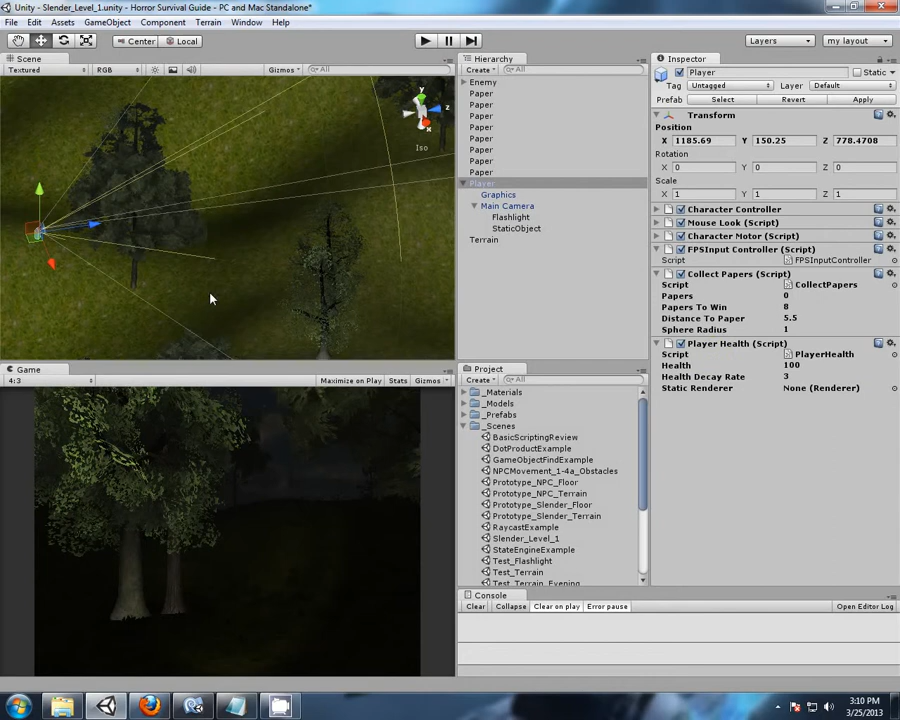 Unity - Slender_Level_1.unity - Horror Survival Guide - PC and Mac Standalone*
File Edit Assets GameObject Component Terrain Window Help
Center Local Layers my layout
Scene
Textured RGB Gizmos All
y
z
x
Iso
Game
4:3 Maximize on Play Stats Gizmos
Hierarchy
Create All
Enemy
Paper
Paper
Paper
Paper
Paper
Paper
Paper
Paper
Player
Graphics
Main Camera
Flashlight
StaticObject
Terrain
Project
Create All
_Materials
_Models
_Prefabs
_Scenes
BasicScriptingReview
DotProductExample
GameObjectFindExample
NPCMovement_1-4a_Obstacles
Prototype_NPC_Floor
Prototype_NPC_Terrain
Prototype_Slender_Floor
Prototype_Slender_Terrain
RaycastExample
Slender_Level_1
StateEngineExample
Test_Flashlight
Test_Terrain
Test_Terrain_Evening
Console
Clear Collapse Clear on play Error pause Open Editor Log
Inspector
Player Static
Tag Untagged Layer Default
Prefab Select Revert Apply
Transform
Position
X 1185.69 Y 150.25 Z 778.4708
Rotation
X 0 Y 0 Z 0
Scale
X 1 Y 1 Z 1
Character Controller
Mouse Look (Script)
Character Motor (Script)
FPSInput Controller (Script)
Script FPSInputController
Collect Papers (Script)
Script CollectPapers
Papers 0
Papers To Win 8
Distance To Paper 5.5
Sphere Radius 1
Player Health (Script)
Script PlayerHealth
Health 100
Health Decay Rate 3
Static Renderer None (Renderer)
3:10 PM
3/25/2013